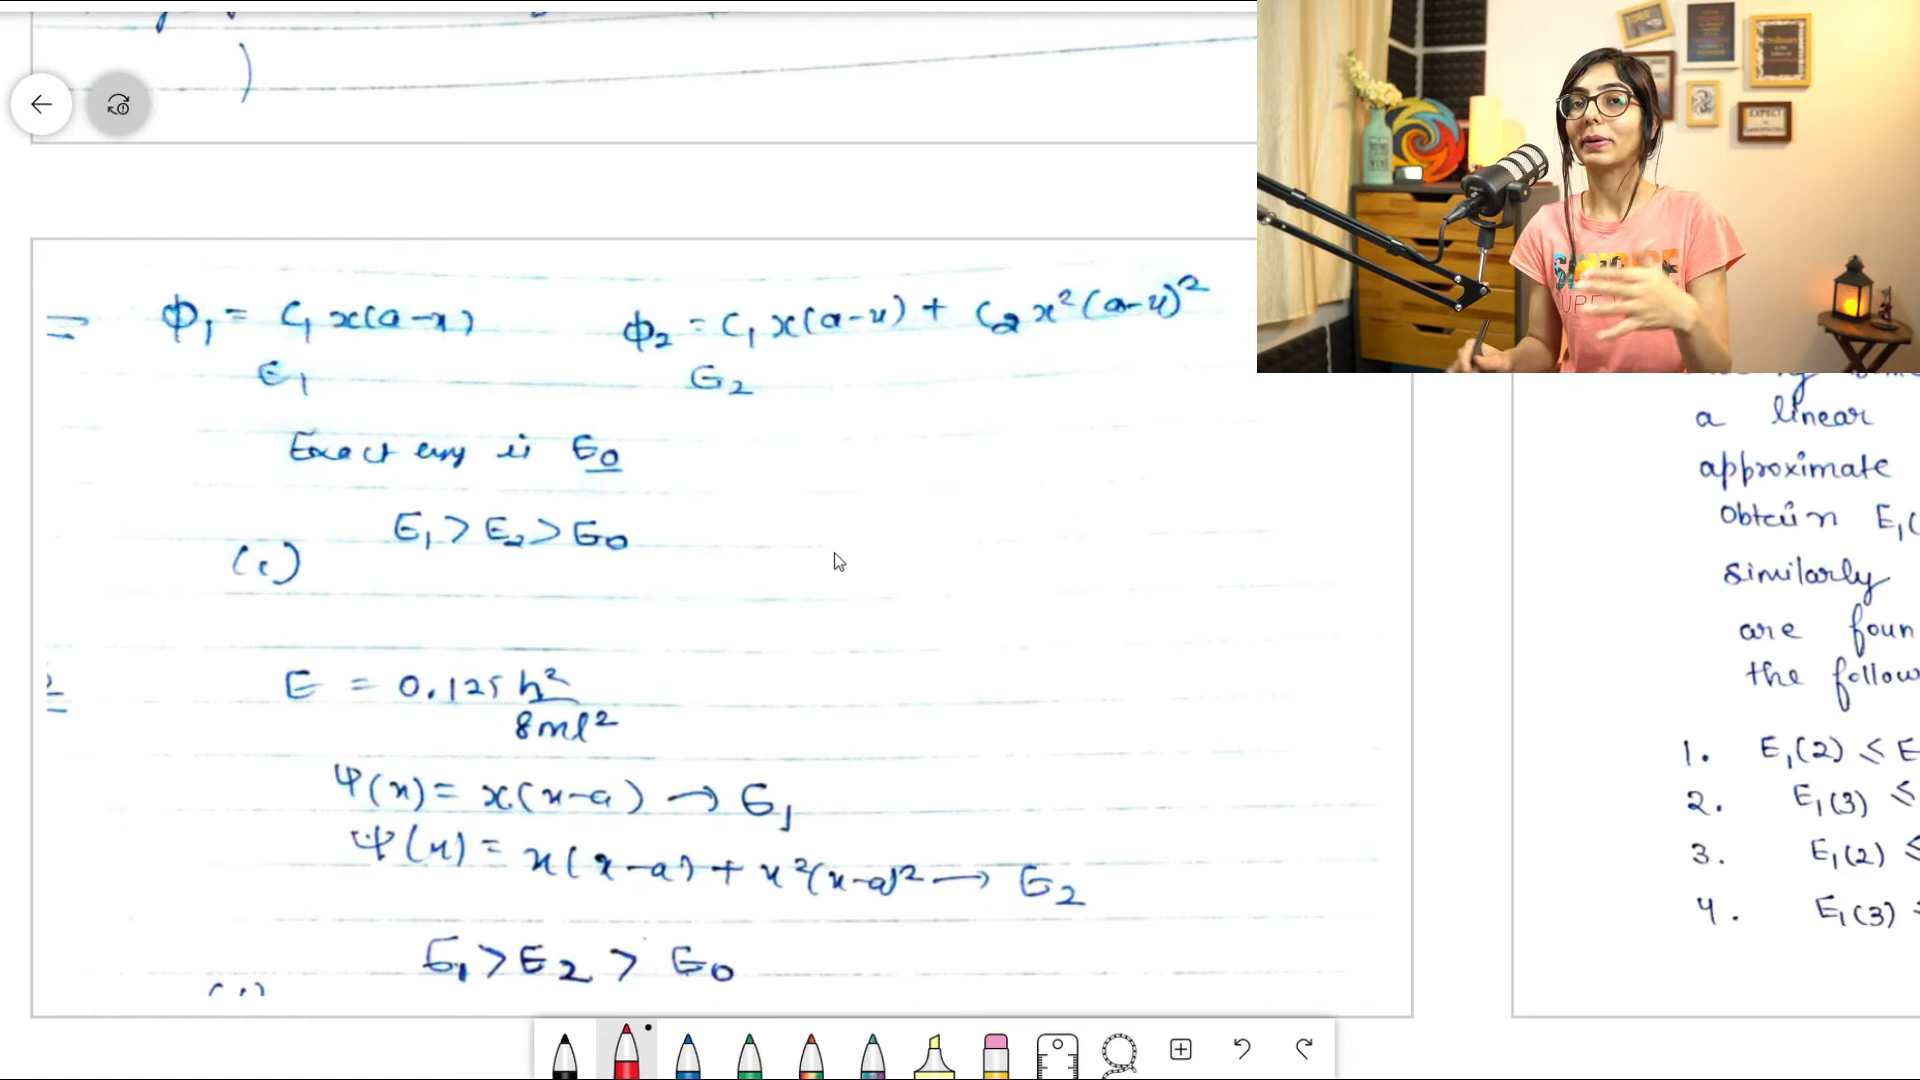 )
= Φ₁ = C₁ x(a-x)    Φ₂ = C₁ x(a-x) + C₂ x²(a-x)²
E₁    E₂
Exact is E₀
E₁ > E₂ > E₀
(c)
E = 0.125 h²
8ml²
Ψ(x) = x(x-a) → E₁
Ψ(x) = x(x-a) + x²(x-a)² → E₂
E₁ > E₂ > E₀
a linear
approximate
Obtain E₁(
similarly
are foun
the follow
1. E₁(2) ≤ E
2. E₁(3) ≤
3. E₁(2) ≤
4. E₁(3) ≤
EXPECT